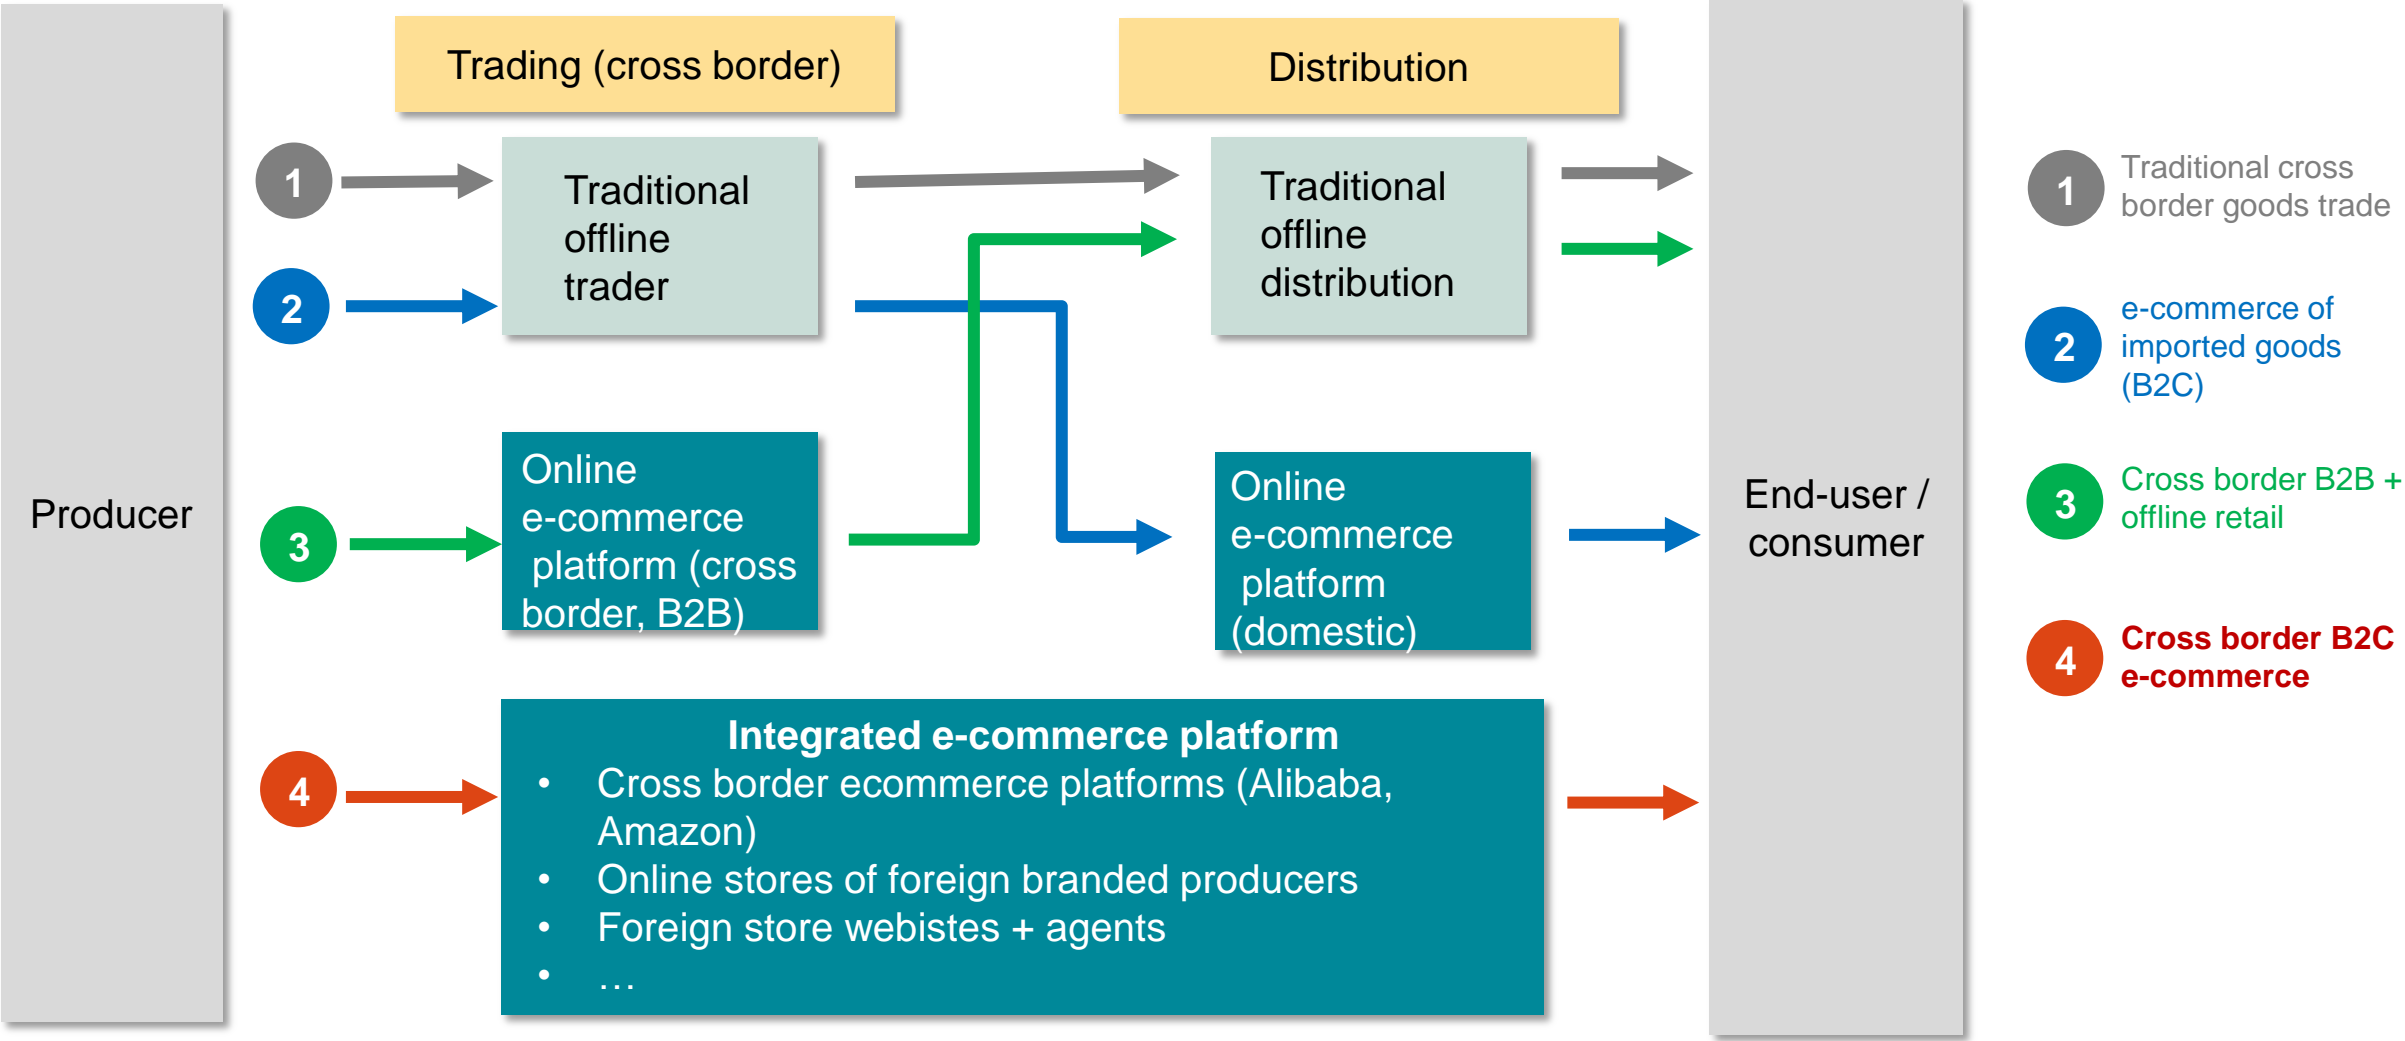 Producer
Trading (cross border)
Distribution
1
Traditional
offline
trader
Traditional
offline
distribution
2
3
Online
e-commerce
platform (cross
border, B2B)
Online
e-commerce
platform
(domestic)
4
Integrated e-commerce platform
• Cross border ecommerce platforms (Alibaba,
Amazon)
• Online stores of foreign branded producers
• Foreign store webistes + agents
• …
End-user /
consumer
1
Traditional cross
border goods trade
2
e-commerce of
imported goods
(B2C)
3
Cross border B2B +
offline retail
4
Cross border B2C
e-commerce